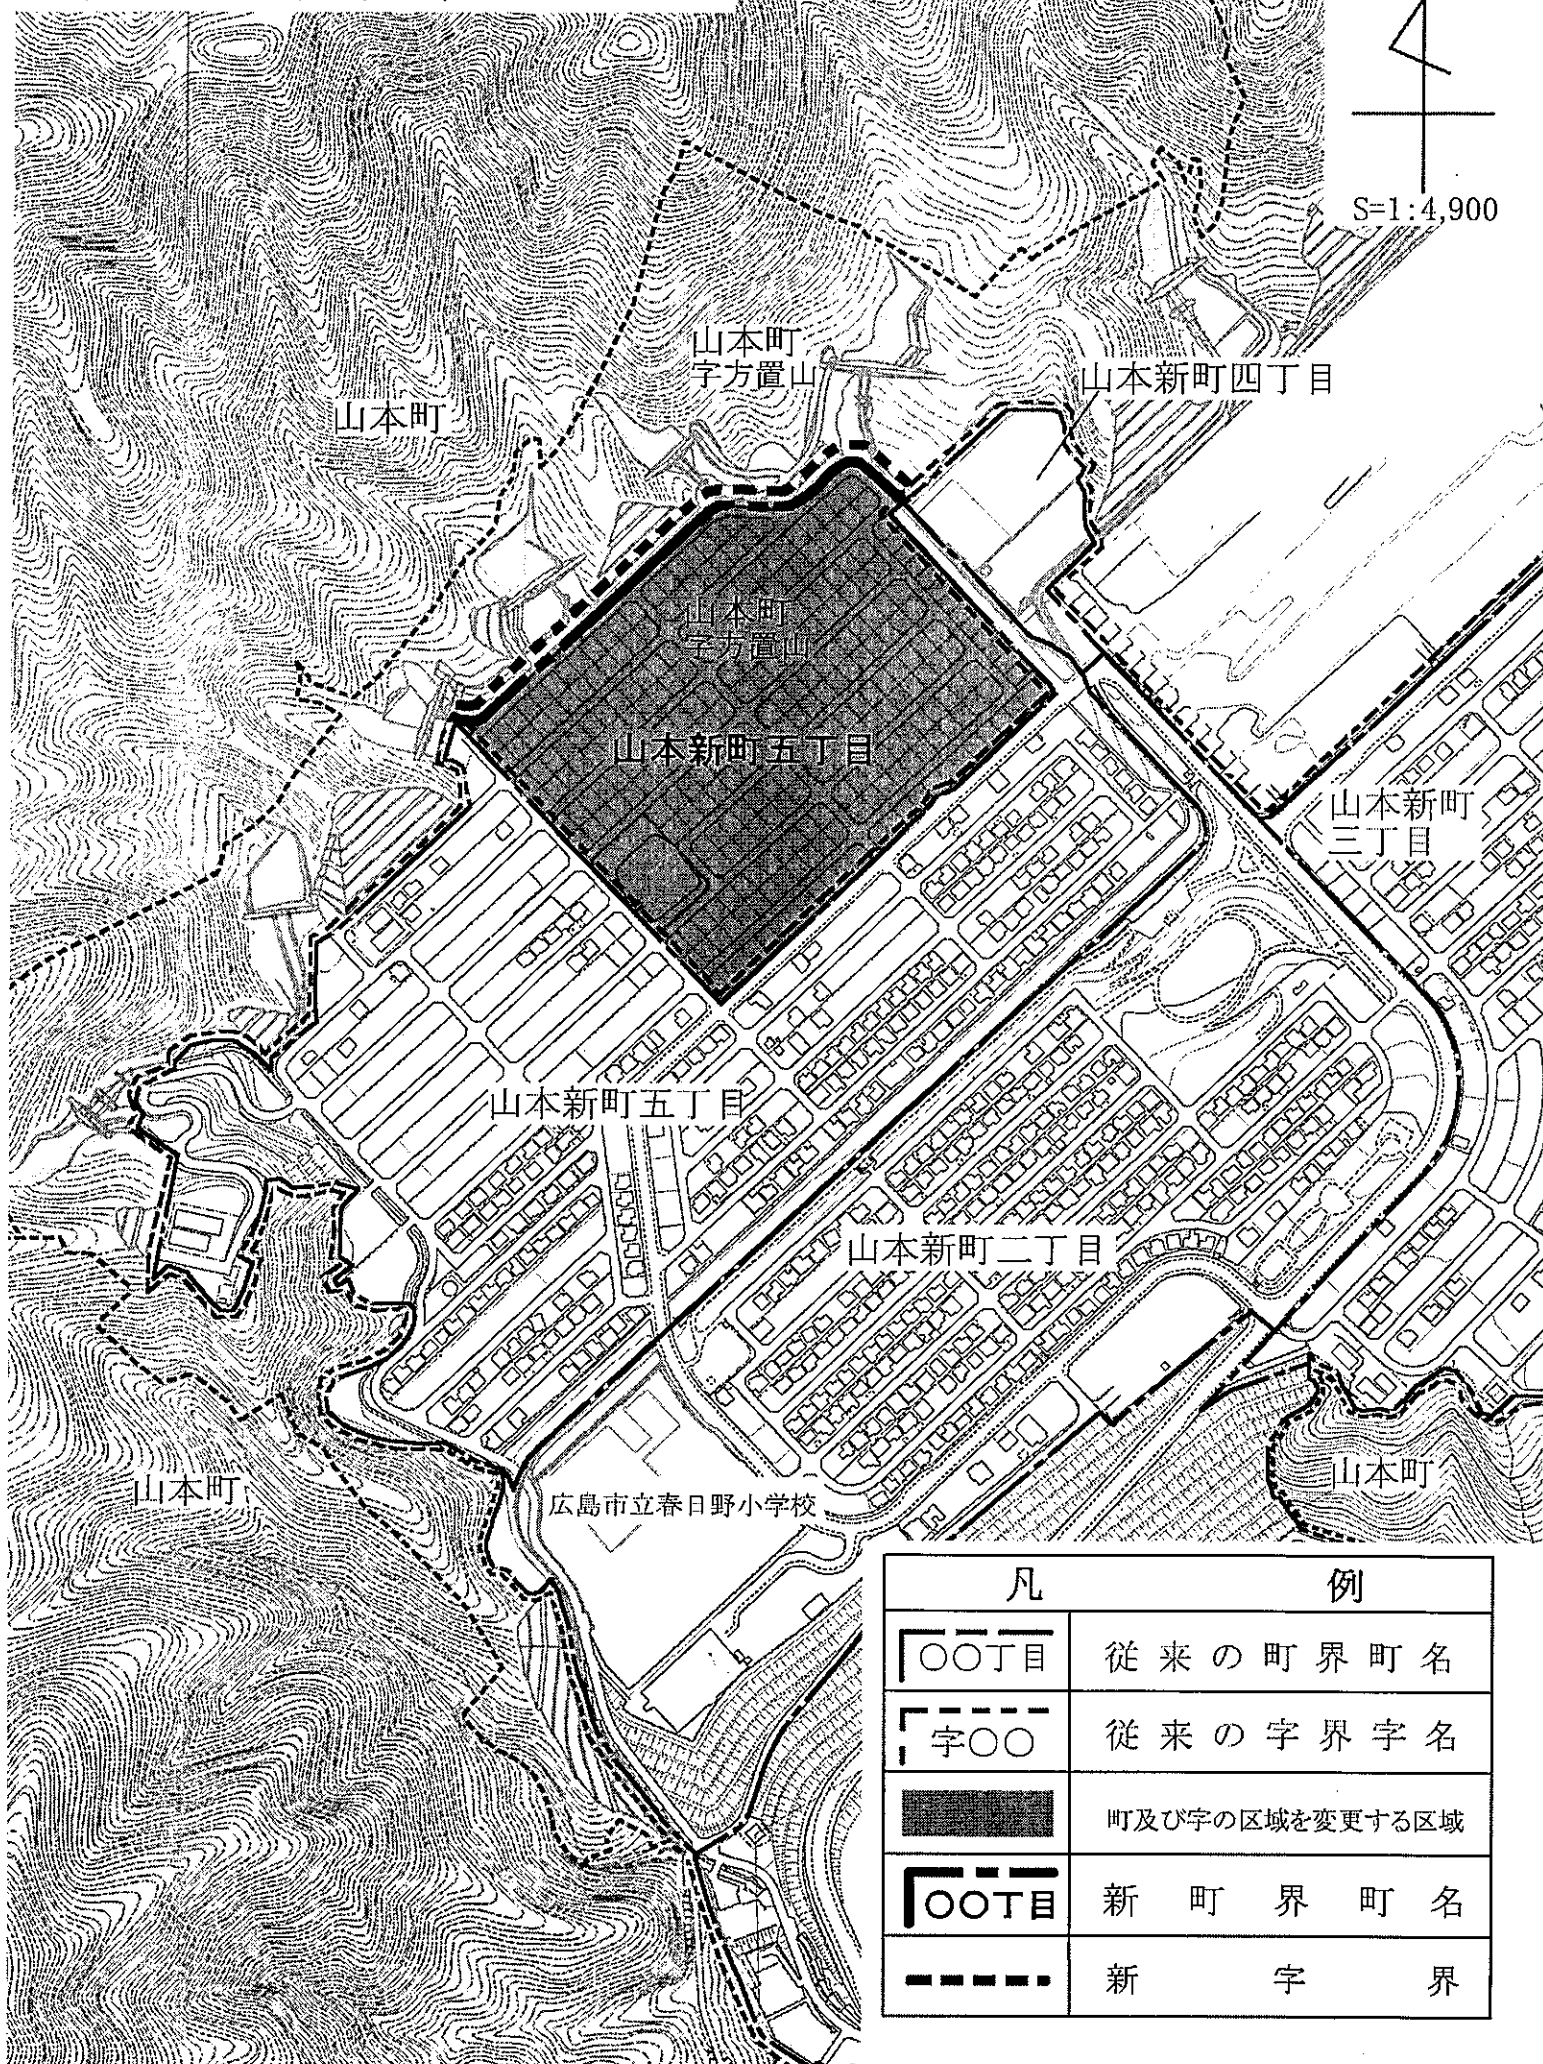 S=1:4,900
山本町
字方置山
山本新町四丁目
山本町
山本町
字方置山
山本新町五丁目
山本新町
三丁目
山本新町五丁目
山本新町二丁目
山本町
広島市立春日野小学校
山本町
凡例
〇〇丁目 従来の町界町名
字〇〇 従来の字界字名
町及び字の区域を変更する区域
〇〇丁目 新町界町名
新字界